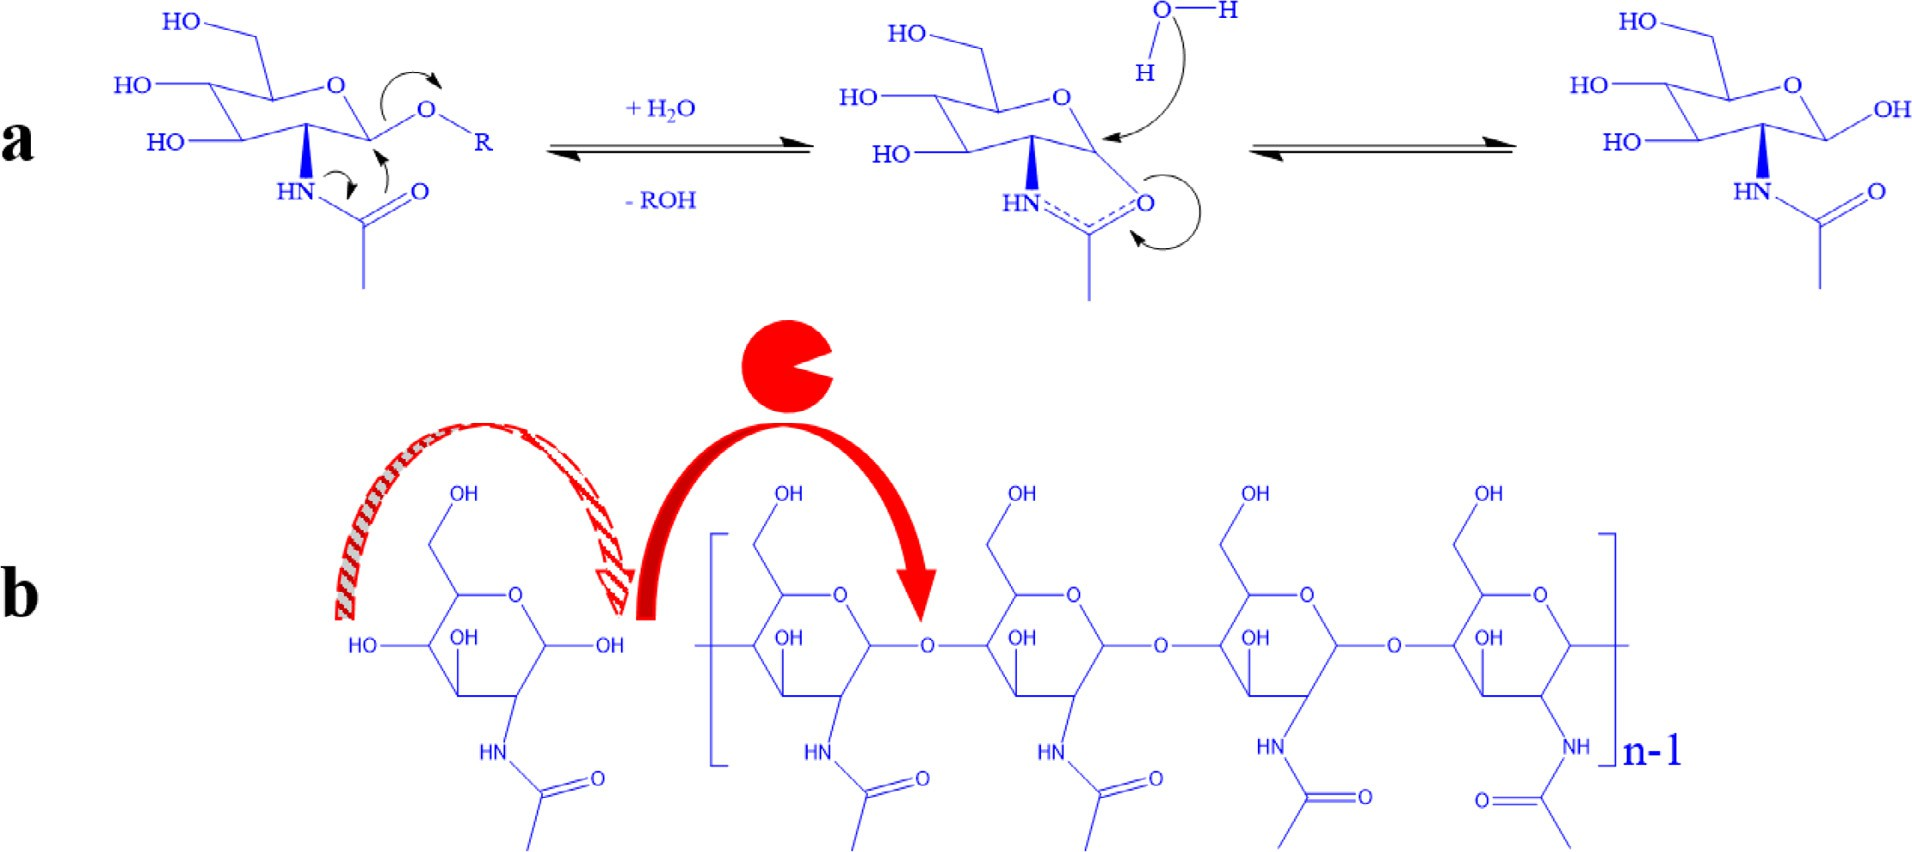 a
HO O H
HO HO H HO
HO O O + H₂O HO O HO O OH
HO R HO HO
HN O - ROH HN O HN O
b
OH OH OH OH OH
O O O O O
HO OH OH OH O OH O OH O OH
HN HN HN HN NH n-1
O O O O O